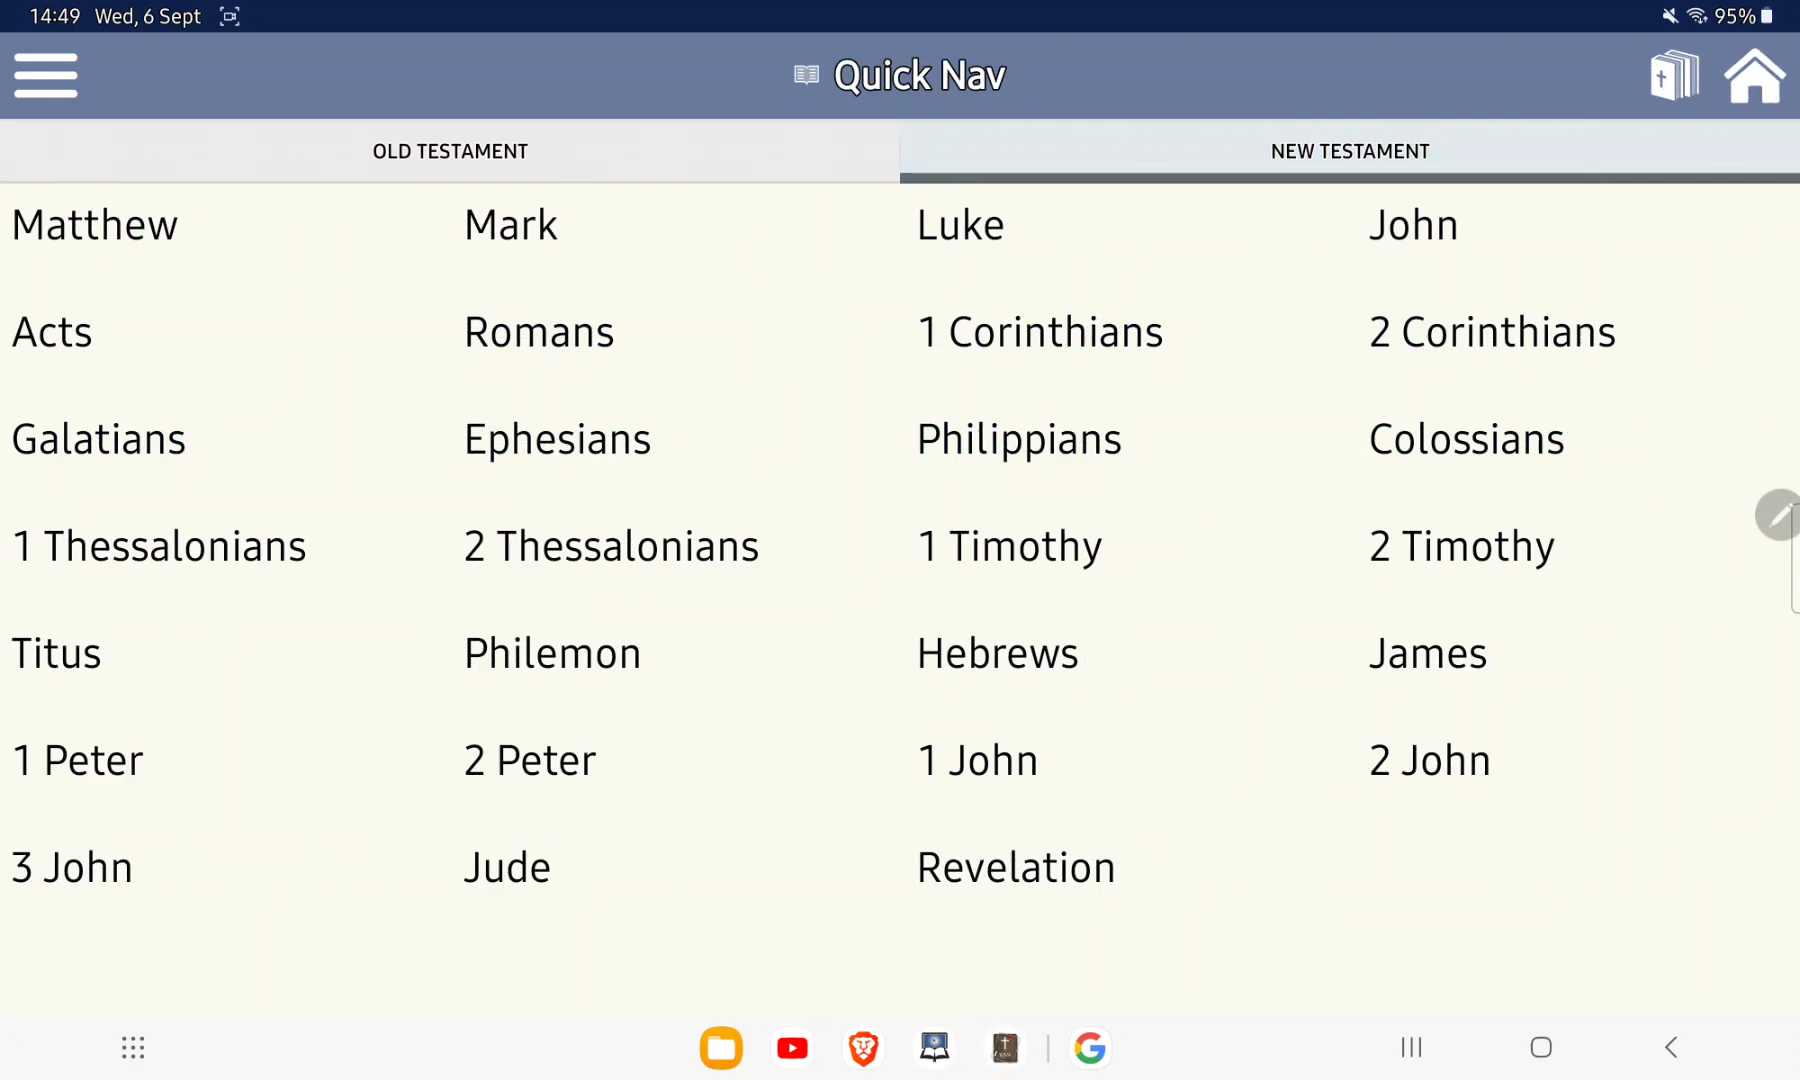 14:49 Wed, 6 Sept 95%
Quick Nav
OLD TESTAMENT NEW TESTAMENT
Matthew Mark Luke John
Acts Romans 1 Corinthians 2 Corinthians
Galatians Ephesians Philippians Colossians
1 Thessalonians 2 Thessalonians 1 Timothy 2 Timothy
Titus Philemon Hebrews James
1 Peter 2 Peter 1 John 2 John
3 John Jude Revelation